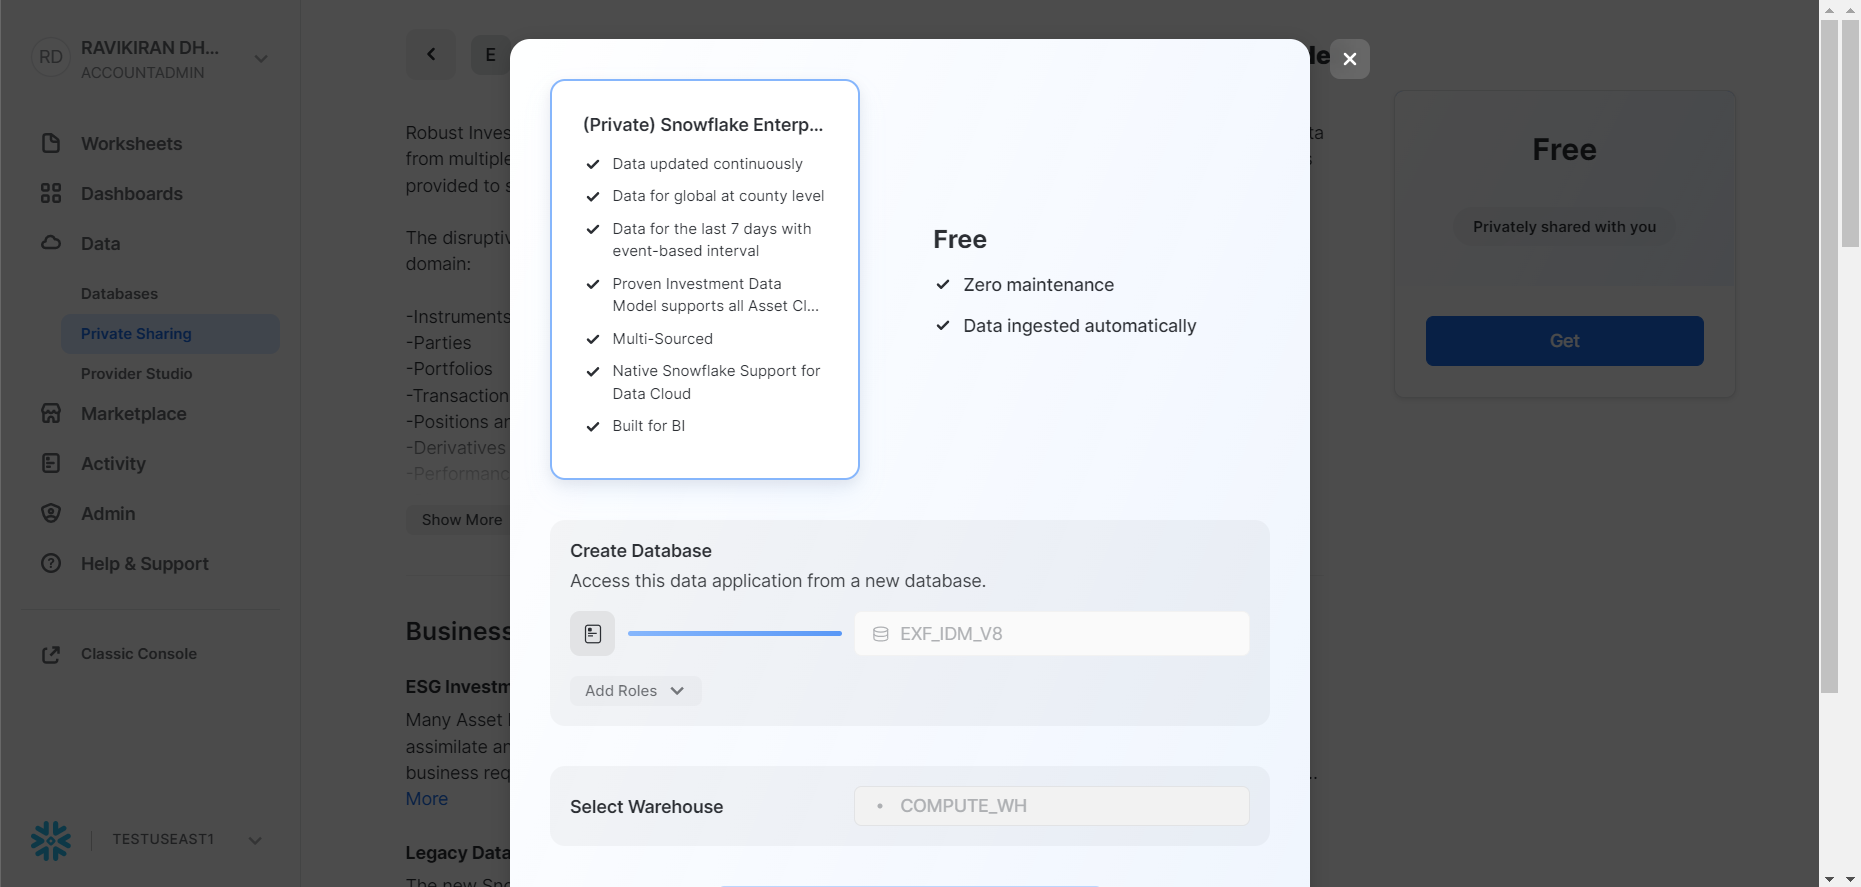 RD
RAVIKIRAN DH...
ACCOUNTADMIN
Worksheets
Dashboards
Data
Databases
Private Sharing
Provider Studio
Marketplace
Activity
Admin
Help & Support
Classic Console
TESTUSEAST1
E
Robust Inves
from multiple
provided to s
The disruptiv
domain:
-Instruments
-Parties
-Portfolios
-Transaction
-Positions an
-Derivatives
-Performanc
Show More
Business
ESG Investm
Many Asset
assimilate an
business req
More
Legacy Data
The new Sno
(Private) Snowflake Enterp...
Data updated continuously
Data for global at county level
Data for the last 7 days with
event-based interval
Proven Investment Data
Model supports all Asset Cl...
Multi-Sourced
Native Snowflake Support for
Data Cloud
Built for BI
Free
Zero maintenance
Data ingested automatically
Create Database
Access this data application from a new database.
EXF_IDM_V8
Add Roles
Select Warehouse
COMPUTE_WH
Free
Privately shared with you
Get